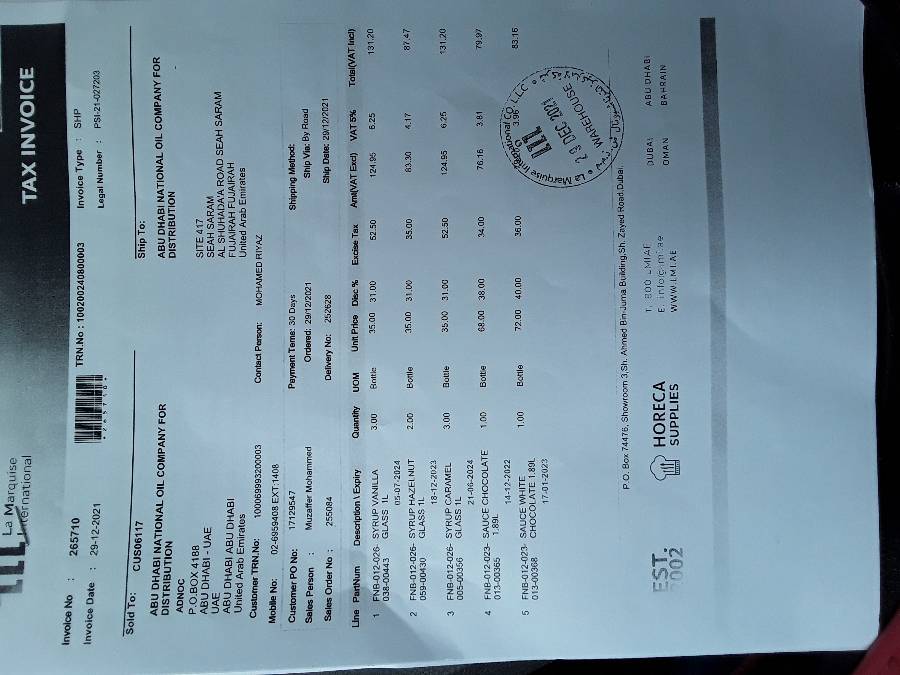 La Marquise
International
TAX INVOICE
Invoice No : 265710
TRN.No : 100200240800003
Invoice Type : SHP
Invoice Date : 29-12-2021
Legal Number : PSI-21-027203
Sold To: CUS06117
Ship To:
ABU DHABI NATIONAL OIL COMPANY FOR
DISTRIBUTION
ADNOC
P.O.BOX 4188
ABU DHABI - UAE
UAE
ABU DHABI ABU DHABI
United Arab Emirates
ABU DHABI NATIONAL OIL COMPANY FOR
DISTRIBUTION
SITE 417
SEAH SARAM
AL SHUHADA'A ROAD SEAH SARAM
FUJAIRAH FUJAIRAH
United Arab Emirates
Customer TRN.No: 100069993200003
Mobile No: 02-6959408 EXT:1408
Contact Person: MOHAMED RIYAZ
Customer PO No: 17129547
Payment Tems: 30 Days
Shipping Method:
Sales Person : Muzaffer Mohammed
Ordered: 29/12/2021
Ship Via: By Road
Sales Order No : 255084
Delivery No: 252628
Ship Date: 29/12/2021
Line PartNum Description \ Expiry Quantity UOM Unit Price Disc % Excise Tax Amt(VAT Excl) VAT 5% Total(VAT Incl)
1 FNB-012-026- SYRUP VANILLA 3.00 Bottle 35.00 31.00 52.50 124.95 6.25 131.20
038-00443 GLASS 1L
05-07-2024
2 FNB-012-026- SYRUP HAZELNUT 2.00 Bottle 35.00 31.00 35.00 83.30 4.17 87.47
059-00430 GLASS 1L
18-12-2023
3 FNB-012-026- SYRUP CARAMEL 3.00 Bottle 35.00 31.00 52.50 124.95 6.25 131.20
005-00356 GLASS 1L
21-06-2024
4 FNB-012-023- SAUCE CHOCOLATE 1.00 Bottle 68.00 38.00 34.00 76.16 3.81 79.97
015-00365 1.89L
14-12-2022
5 FNB-012-023- SAUCE WHITE 1.00 Bottle 72.00 40.00 36.00 3.96 83.16
013-00368 CHOCOLATE 1.89L
17-01-2023
La Marquise International Co. LLC
29 DEC 2021
WAREHOUSE
P.O. Box 74476, Showroom 3,Sh. Ahmed Bin-Juma Building,Sh. Zayed Road.Dubai
EST.
2002
HORECA
SUPPLIES
T. 800 LMIAE
E. info@lmi.ae
WWW.LMI.AE
DUBAI
OMAN
ABU DHABI
BAHRAIN